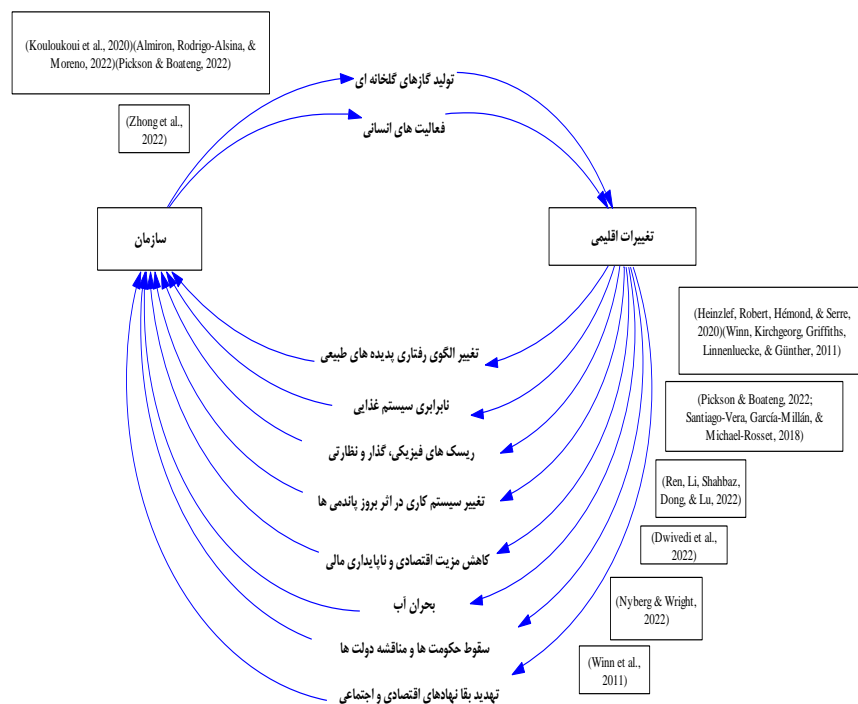 (Kouloukoui et al., 2020)(Almiron, Rodrigo-Alsina, &
Moreno, 2022)(Pickson & Boateng, 2022)
تولید گازهای گلخانه ای
(Zhong et al.,
2022)
فعالیت های انسانی
سازمان
تغییرات اقلیمی
(Heinzlef, Robert, Hémond, & Serre,
2020)(Winn, Kirchgeorg, Griffiths,
Linnenluecke, & Günther, 2011)
تغییر الگوی رفتاری پدیده های طبیعی
نابرابری سیستم غذایی
(Pickson & Boateng, 2022;
Santiago-Vera, García-Millán, &
Michael-Rosset, 2018)
ریسک های فیزیکی، گذار و نظارتی
تغییر سیستم کاری در اثر بروز پاندمی ها
(Ren, Li, Shahbaz,
Dong, & Lu, 2022)
کاهش مزیت اقتصادی و ناپایداری مالی
(Dwivedi et al.,
2022)
بحران آب
(Nyberg & Wright,
2022)
سقوط حکومت ها و مناقشه دولت ها
(Winn et al.,
2011)
تهدید بقا نهادهای اقتصادی و اجتماعی